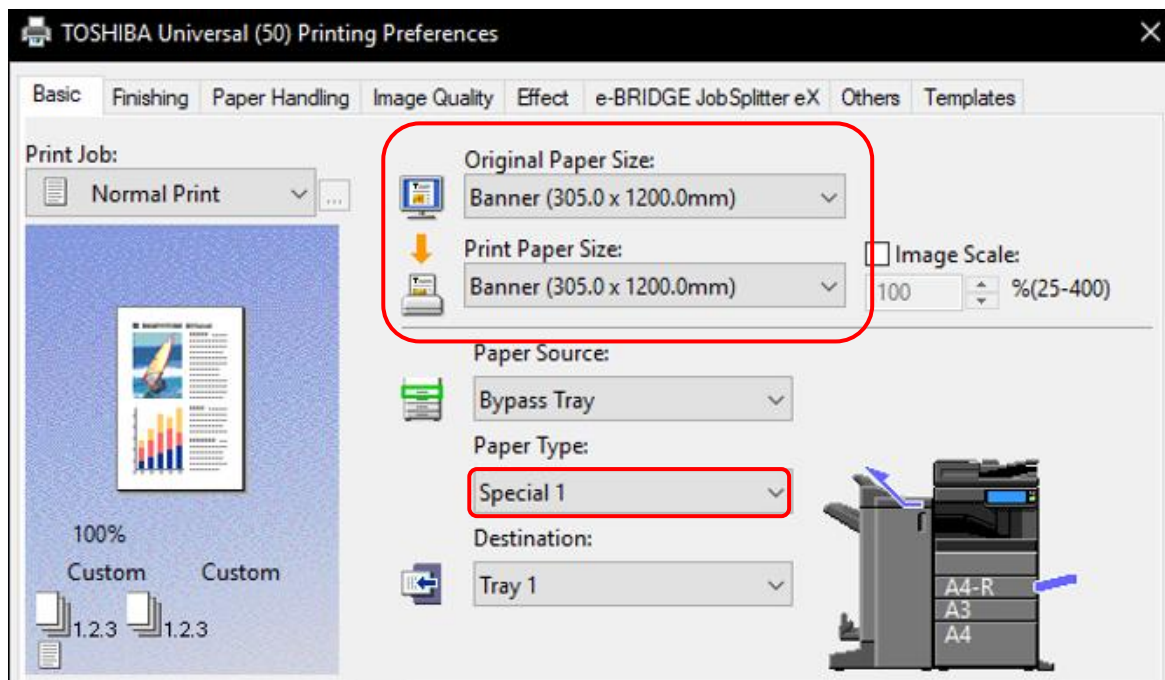 TOSHIBA Universal (50) Printing Preferences
Basic Finishing Paper Handling Image Quality Effect e-BRIDGE JobSplitter eX Others Templates
Print Job:
Normal Print
...
Original Paper Size:
Banner (305.0 x 1200.0mm)
Print Paper Size:
Banner (305.0 x 1200.0mm)
Image Scale:
100 %(25-400)
Paper Source:
Bypass Tray
Paper Type:
Special 1
Destination:
Tray 1
100%
Custom Custom
1.2.3 1.2.3
A4-R
A3
A4